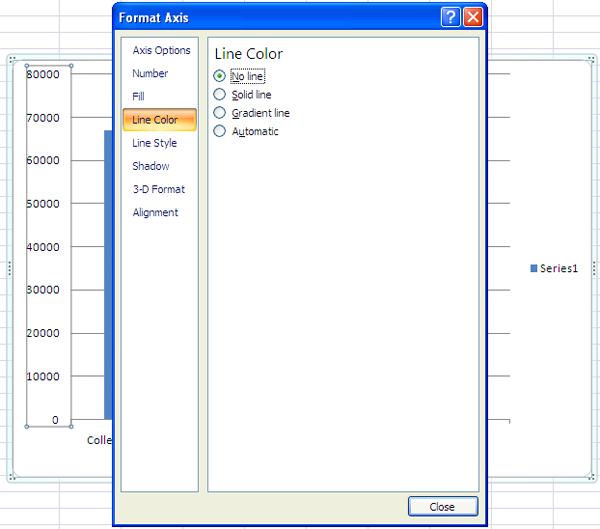 Format Axis
?
Axis Options
Number
Fill
Line Color
Line Style
Shadow
3-D Format
Alignment
Line Color
No line
Solid line
Gradient line
Automatic
Close
80000
70000
60000
50000
40000
30000
20000
10000
0
Colle
Series1